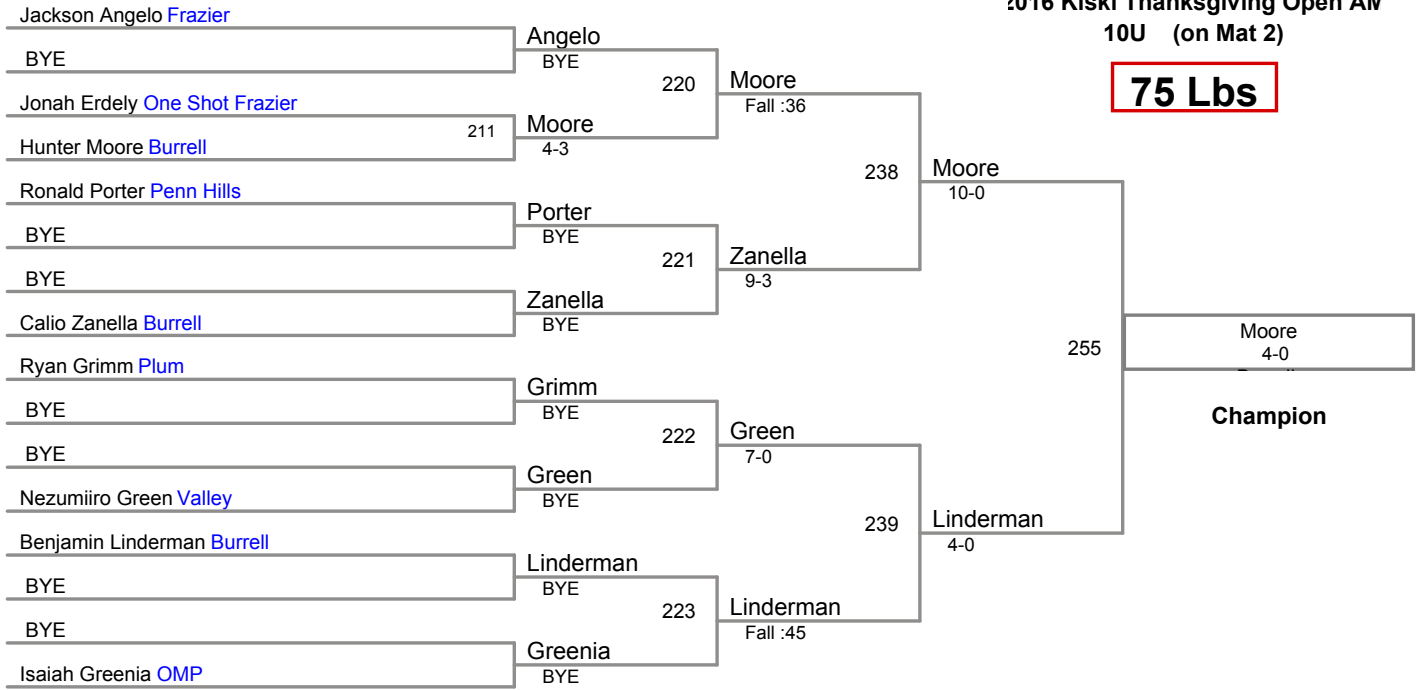 2016 Kiski Thanksgiving Open AM
10U (on Mat 2)
75 Lbs
Jackson Angelo Frazier
BYE
Jonah Erdely One Shot Frazier
Hunter Moore Burrell
Ronald Porter Penn Hills
BYE
BYE
Calio Zanella Burrell
Ryan Grimm Plum
BYE
BYE
Nezumiiro Green Valley
Benjamin Linderman Burrell
BYE
BYE
Isaiah Greenia OMP
211
Angelo
BYE
Moore
4-3
Porter
BYE
Zanella
BYE
Grimm
BYE
Green
BYE
Linderman
BYE
Greenia
BYE
220
221
222
223
Moore
Fall :36
Zanella
9-3
Green
7-0
Linderman
Fall :45
238
239
Moore
10-0
Linderman
4-0
255
Moore
4-0
Champion